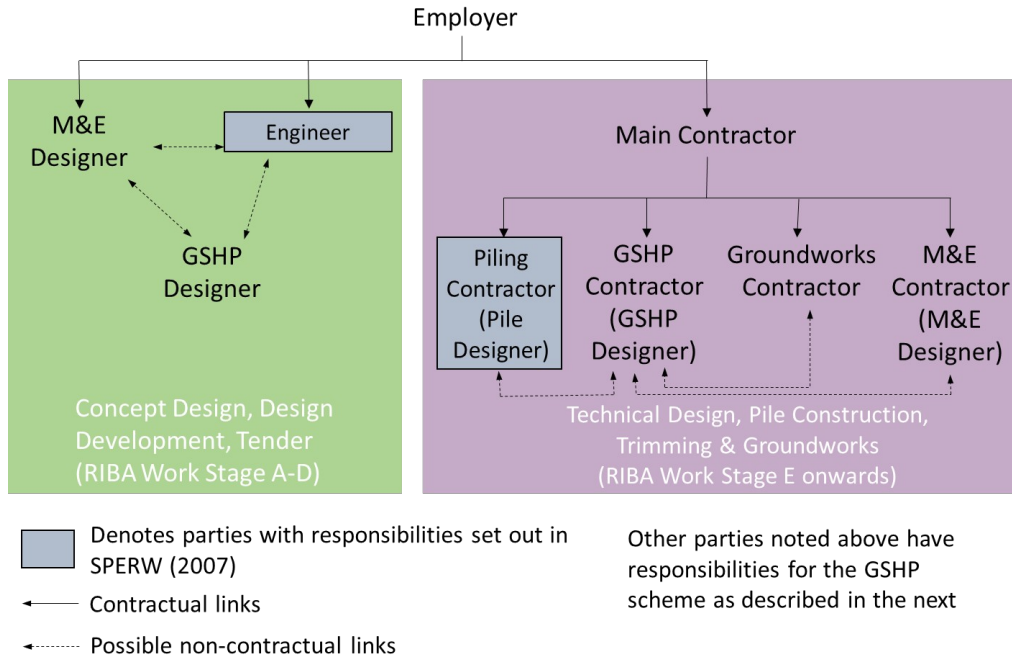 Employer
M&E
Designer
Engineer
GSHP
Designer
Concept Design, Design
Development, Tender
(RIBA Work Stage A-D)
Main Contractor
Piling
Contractor
(Pile
Designer)
GSHP
Contractor
(GSHP
Designer)
Groundworks
Contractor
M&E
Contractor
(M&E
Designer)
Technical Design, Pile Construction,
Trimming & Groundworks
(RIBA Work Stage E onwards)
Denotes parties with responsibilities set out in
SPERW (2007)
Contractual links
Possible non-contractual links
Other parties noted above have
responsibilities for the GSHP
scheme as described in the next